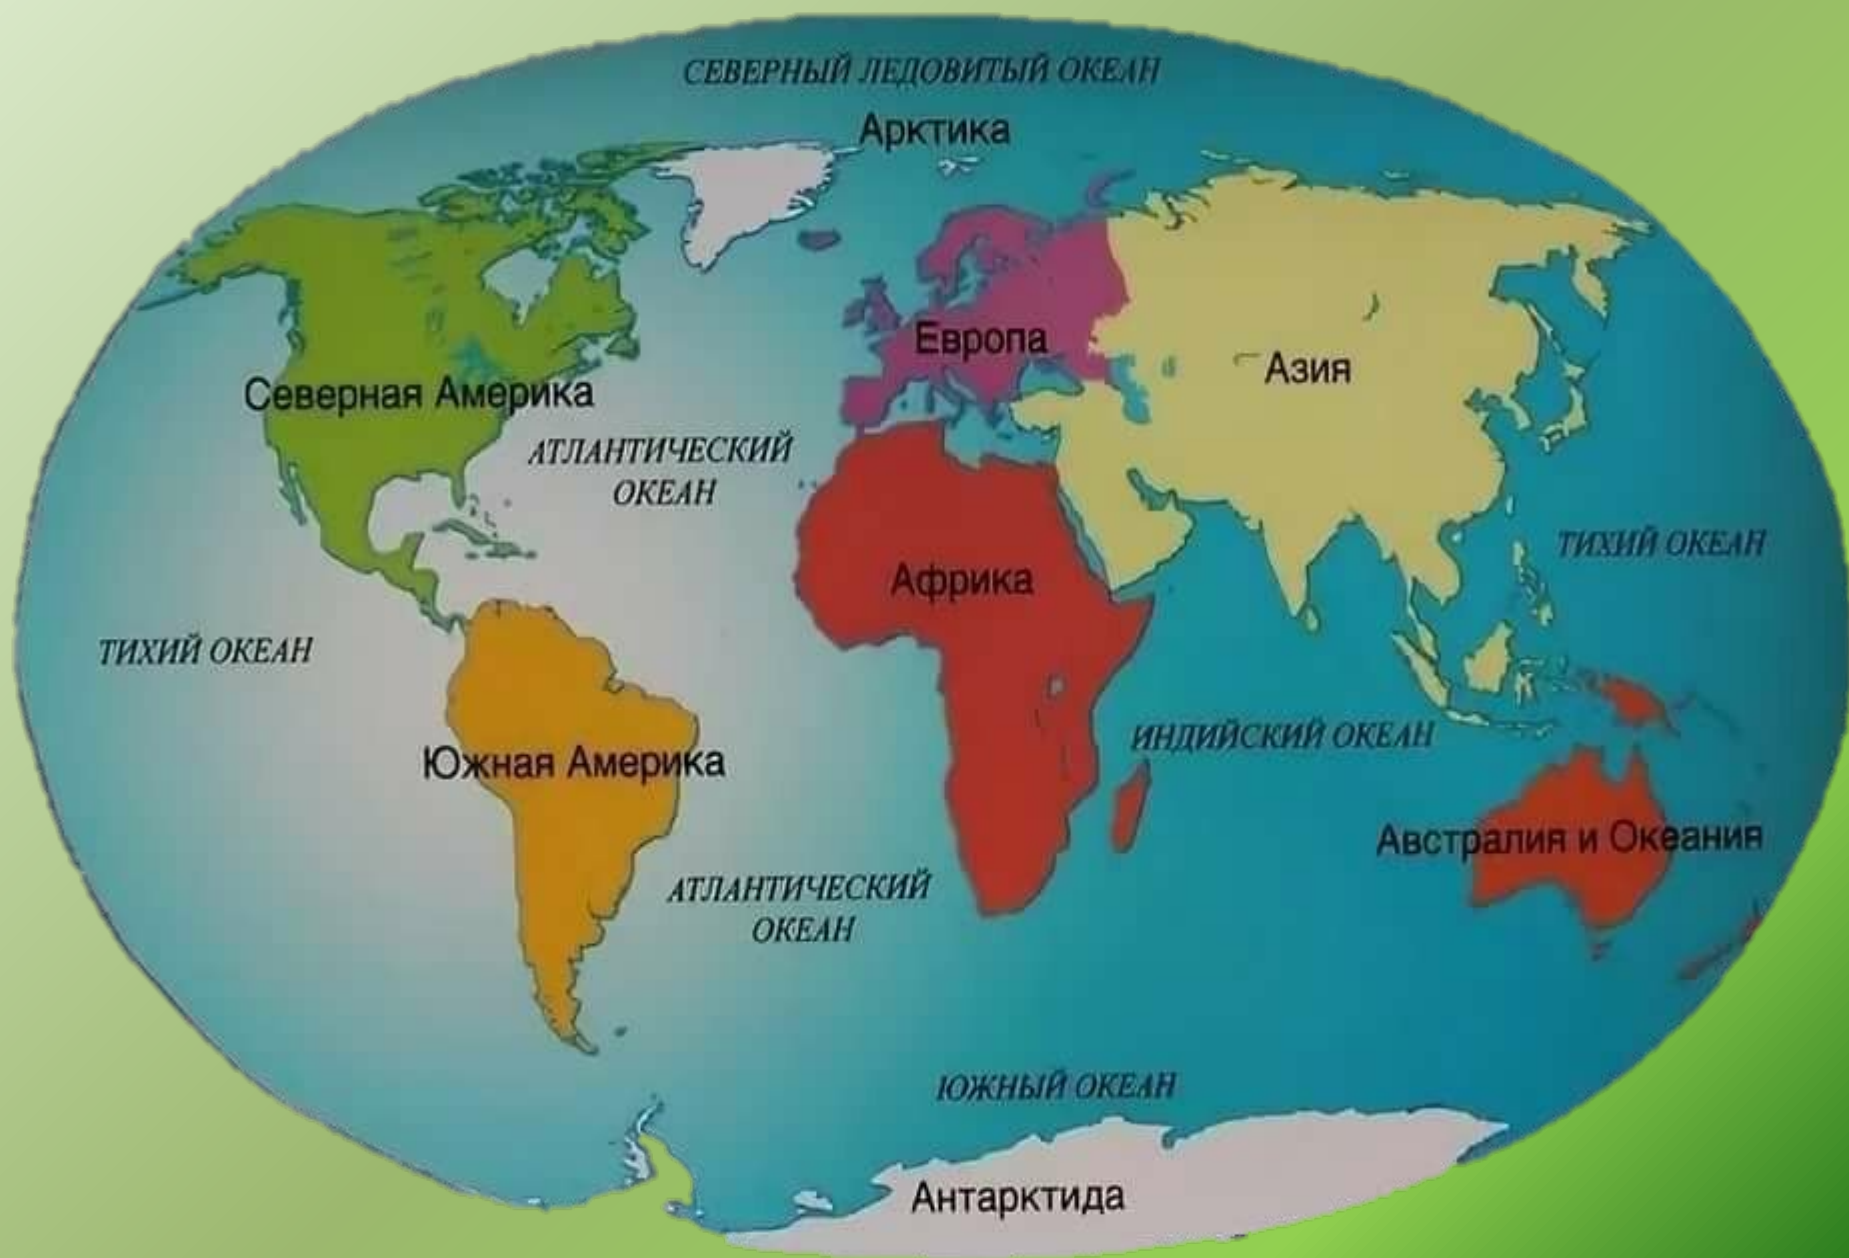 СЕВЕРНЫЙ ЛЕДОВИТЫЙ ОКЕАН
Арктика
Европа
Азия
Северная Америка
АТЛАНТИЧЕСКИЙ
ОКЕАН
ТИХИЙ ОКЕАН
Африка
ТИХИЙ ОКЕАН
ИНДИЙСКИЙ ОКЕАН
Южная Америка
Австралия и Океания
АТЛАНТИЧЕСКИЙ
ОКЕАН
ЮЖНЫЙ ОКЕАН
Антарктида